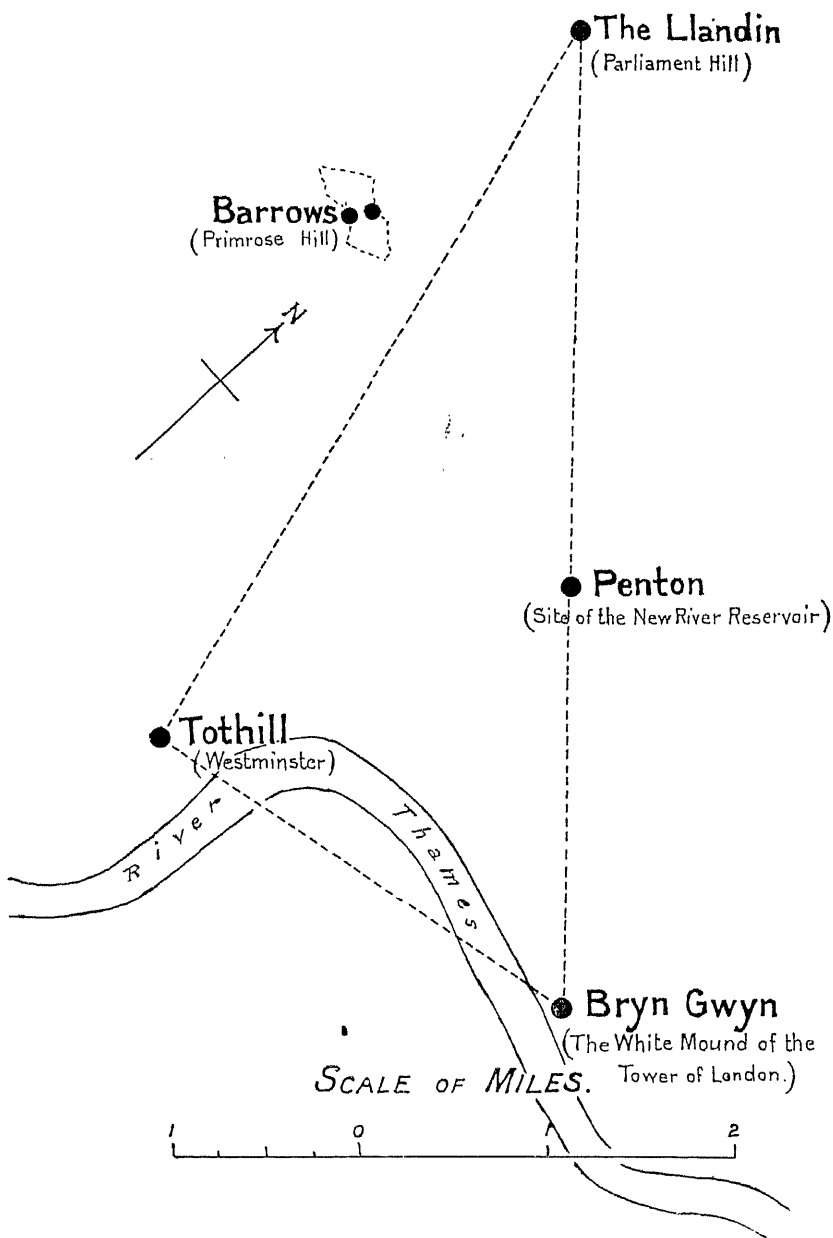 The Llandin
(Parliament Hill)
Barrows
(Primrose Hill)
N
Penton
(Site of the New River Reservoir)
Tothill
(Westminster)
River Thames
Bryn Gwyn
(The White Mound of the
Tower of London.)
SCALE OF MILES.
1 0 1 2